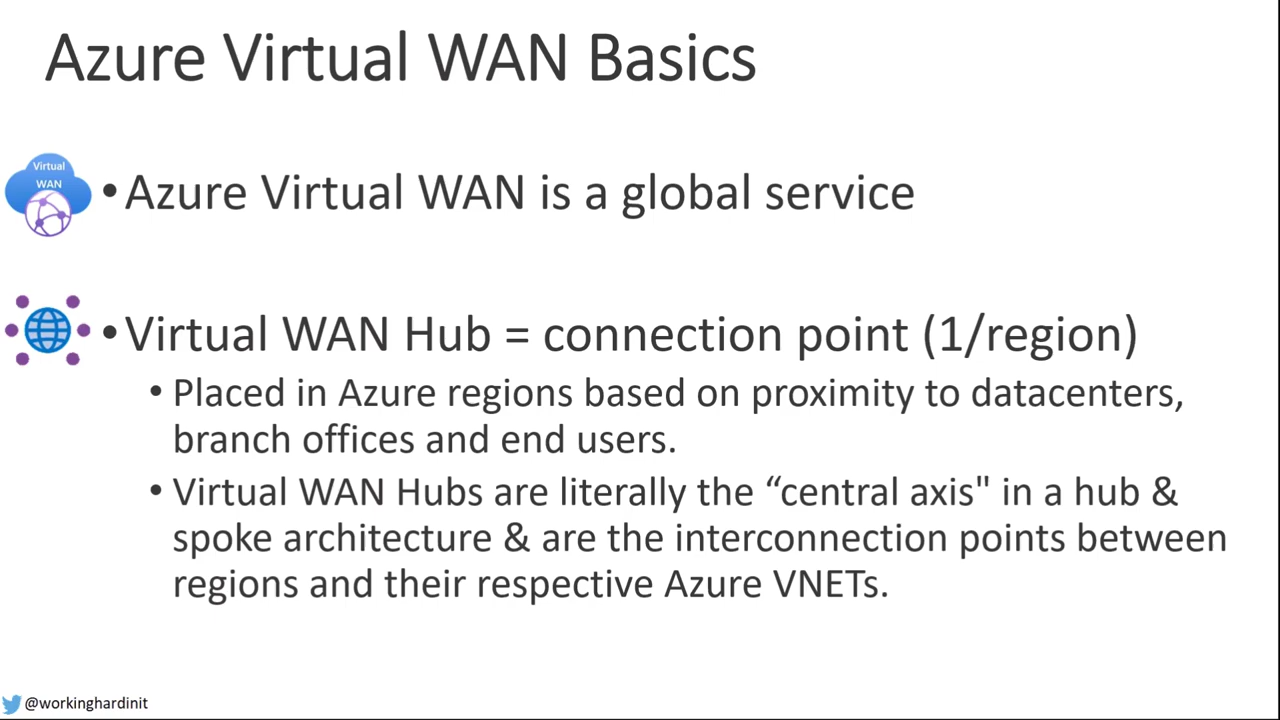 Azure Virtual WAN Basics
Virtual
WAN
• Azure Virtual WAN is a global service
• Virtual WAN Hub = connection point (1/region)
• Placed in Azure regions based on proximity to datacenters,
branch offices and end users.
• Virtual WAN Hubs are literally the “central axis" in a hub &
spoke architecture & are the interconnection points between
regions and their respective Azure VNETs.
@workinghardinit